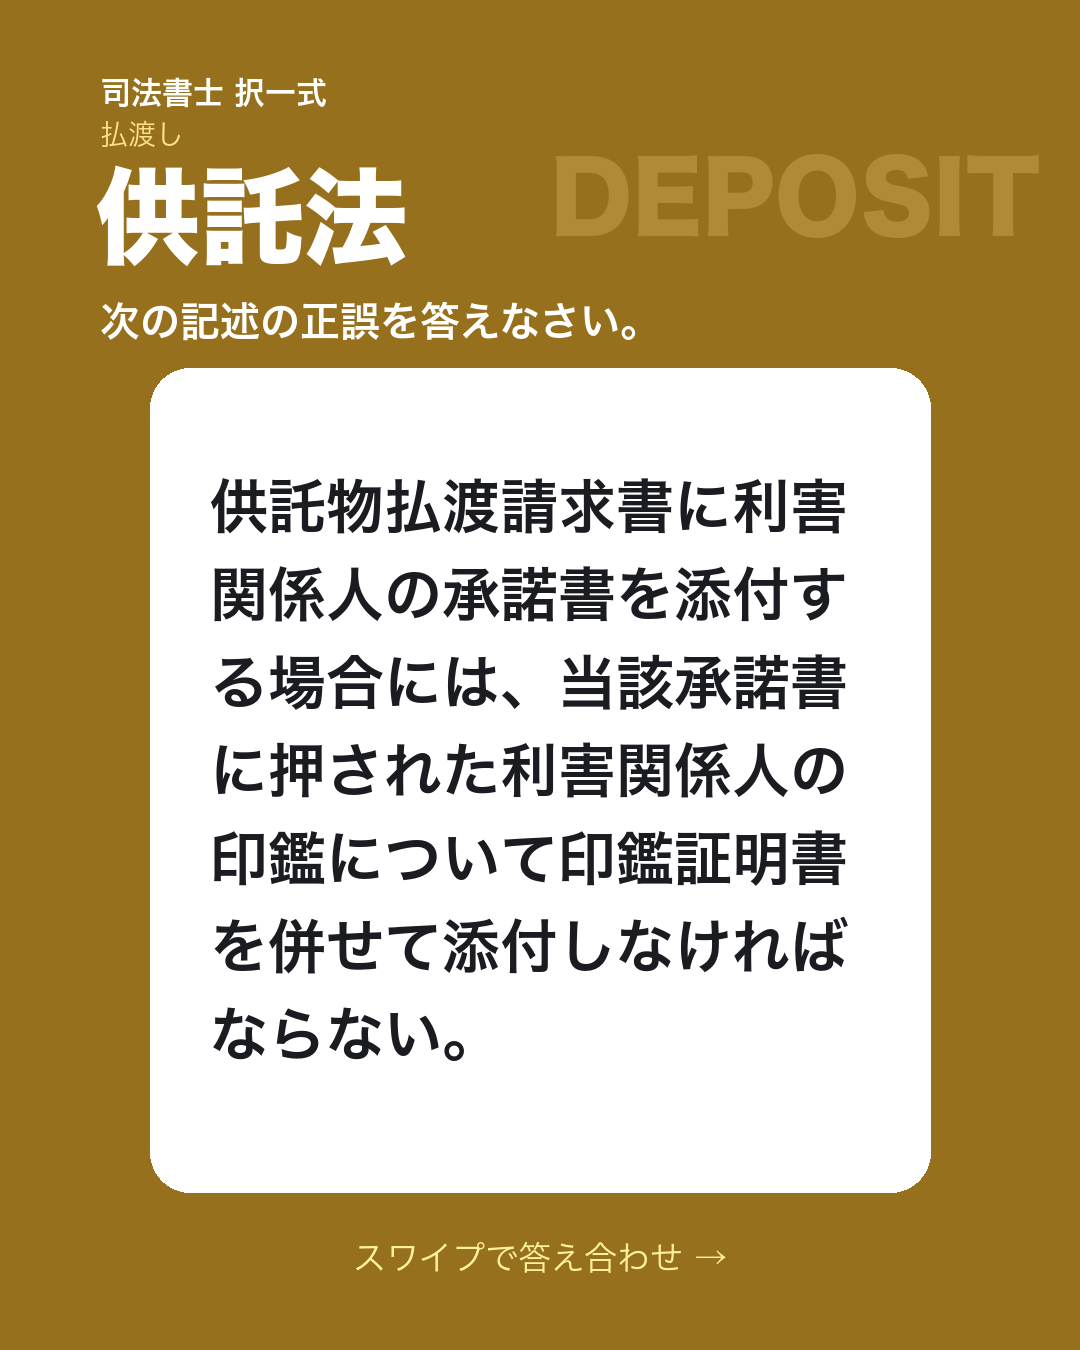 司法書士 択一式
払渡し
供託法
DEPOSIT
次の記述の正誤を答えなさい。
供託物払渡請求書に利害
関係人の承諾書を添付す
る場合には、当該承諾書
に押された利害関係人の
印鑑について印鑑証明書
を併せて添付しなければ
ならない。
スワイプで答え合わせ →